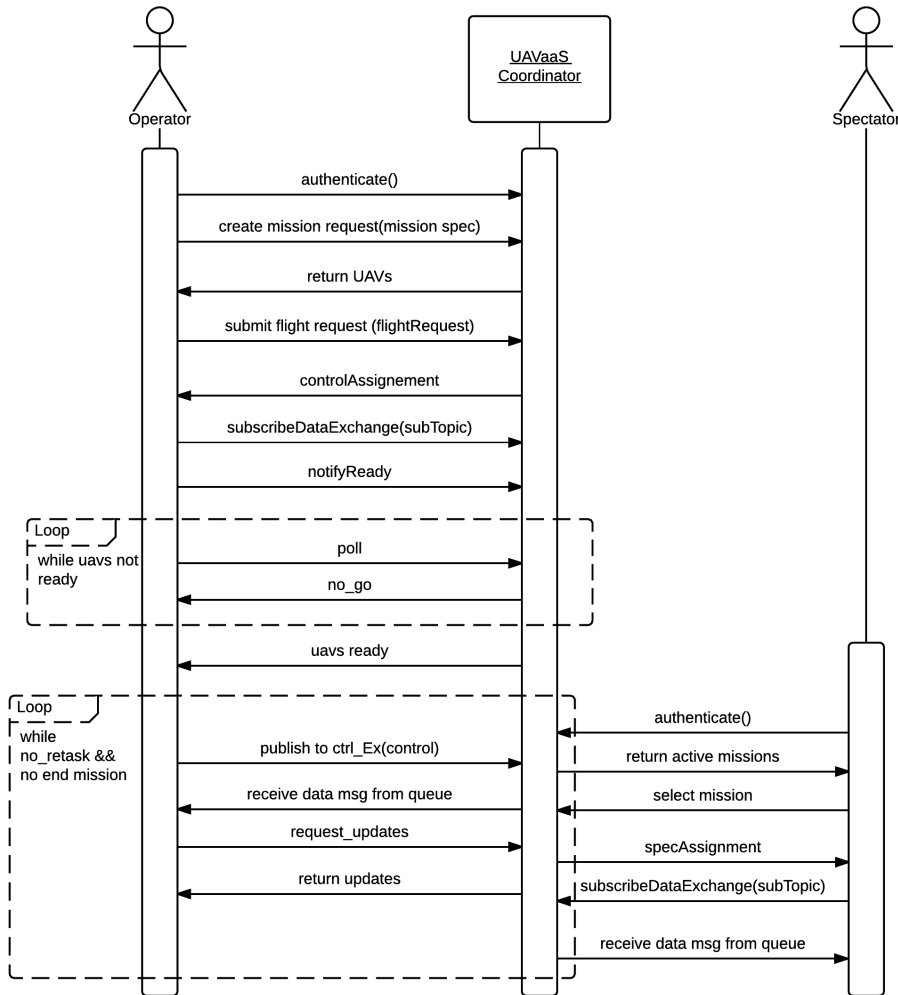 UAVaaS
Coordinator
Operator
Spectator
authenticate()
create mission request(mission spec)
return UAVs
submit flight request (flightRequest)
controlAssignement
subscribeDataExchange(subTopic)
notifyReady
Loop
while uavs not
ready
poll
no_go
uavs ready
Loop
while
no_retask &&
no end mission
authenticate()
publish to ctrl_Ex(control)
return active missions
receive data msg from queue
select mission
request_updates
specAssignment
return updates
subscribeDataExchange(subTopic)
receive data msg from queue